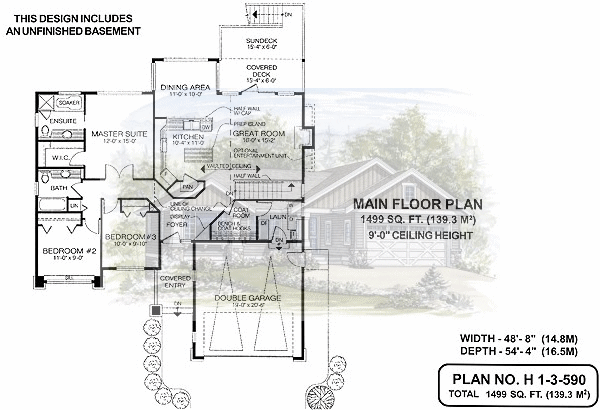 THIS DESIGN INCLUDES
AN UNFINISHED BASEMENT
DN
SUNDECK
15'-4"x 6'-0"
COVERED
DECK
15'-4"x 6'-0"
DINING AREA
11'-0"x 10'-0"
SOAKER
ENSUITE
MASTER SUITE
12'-0"x 15'-0"
W.I.C.
BATH
LIN
KITCHEN
10'-4"x 11'-0"
DW
PAN
HALF WALL
W/ CAP
PREP ISLAND
GREAT ROOM
OPTIONAL
ENTERTAINMENT UNIT
VAULTED CEILING
HALF WALL
LINE OF
CEILING CHANGE
DISPLAY
FOYER
COAT
ROOM
BENCH &
COAT HOOKS
LAUN.
DN
BEDROOM #2
11'-0"x 9'-0"
BEDROOM #3
10'-0"x 9'-10"
COVERED
ENTRY
DN
DOUBLE GARAGE
19'-0"x 20'-6"
MAIN FLOOR PLAN
1499 SQ. FT. (139.3 M²)
9'-0" CEILING HEIGHT
WIDTH - 48'- 8" (14.8M)
DEPTH - 54'- 4" (16.5M)
PLAN NO. H 1-3-590
TOTAL 1499 SQ. FT. (139.3 M²)